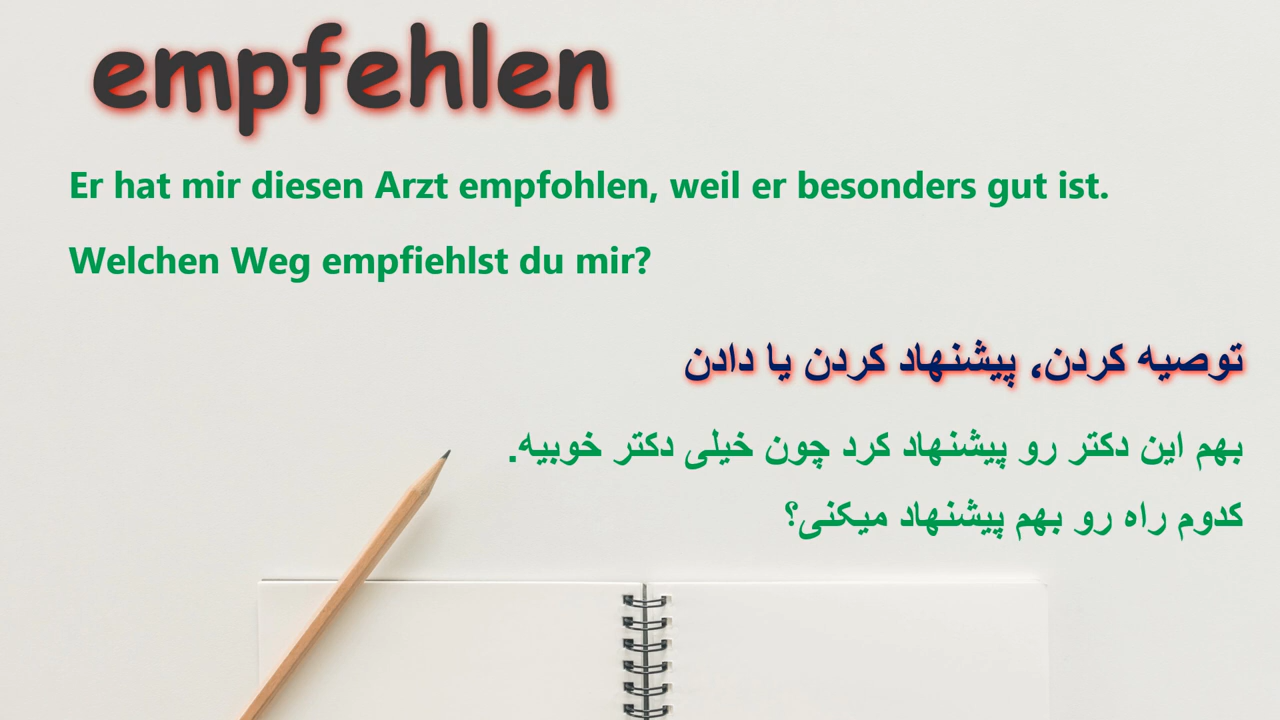 empfehlen
Er hat mir diesen Arzt empfohlen, weil er besonders gut ist.
Welchen Weg empfiehlst du mir?
توصیه کردن، پیشنهاد کردن یا دادن
بهم این دکتر رو پیشنهاد کرد چون خیلی دکتر خوبیه.
کدوم راه رو بهم پیشنهاد میکنی؟